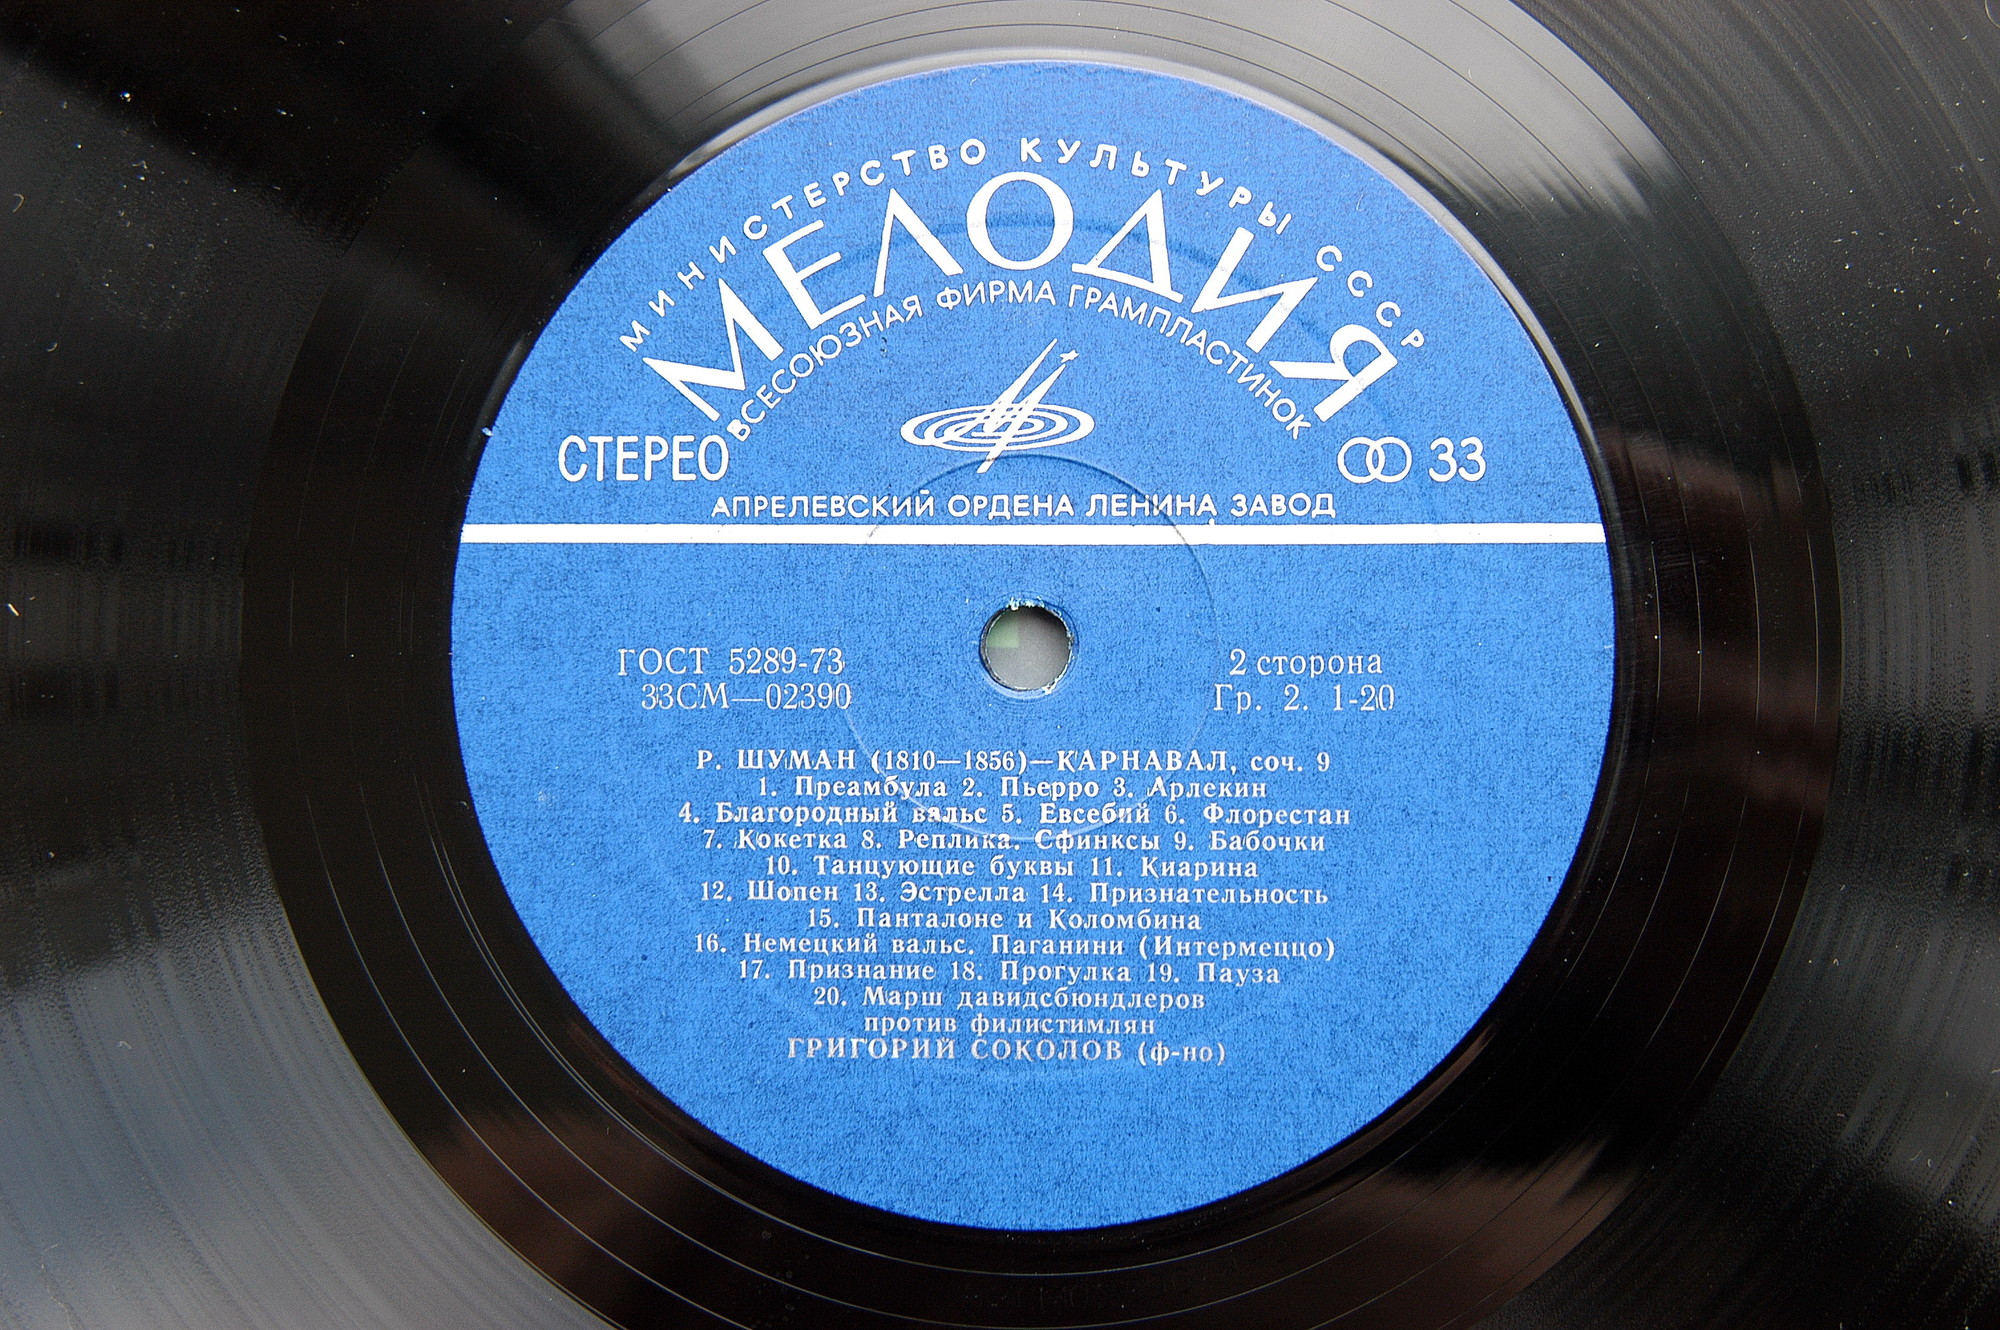 МИНИСТЕРСТВО КУЛЬТУРЫ СССР
МЕЛОДИЯ
ВСЕСОЮЗНАЯ ФИРМА ГРАМПЛАСТИНОК
СТЕРЕО 33
АПРЕЛЕВСКИЙ ОРДЕНА ЛЕНИНА ЗАВОД
ГОСТ 5289-73 2 сторона
33СМ—02390 Гр. 2. 1-20
Р. ШУМАН (1810—1856)—КАРНАВАЛ, соч. 9
1. Преамбула 2. Пьерро 3. Арлекин
4. Благородный вальс 5. Евсебий 6. Флорестан
7. Кокетка 8. Реплика. Сфинксы 9. Бабочки
10. Танцующие буквы 11. Киарина
12. Шопен 13. Эстрелла 14. Признательность
15. Панталоне и Коломбина
16. Немецкий вальс. Паганини (Интермеццо)
17. Признание 18. Прогулка 19. Пауза
20. Марш давидсбюндлеров
против филистимлян
ГРИГОРИЙ СОКОЛОВ (ф-но)